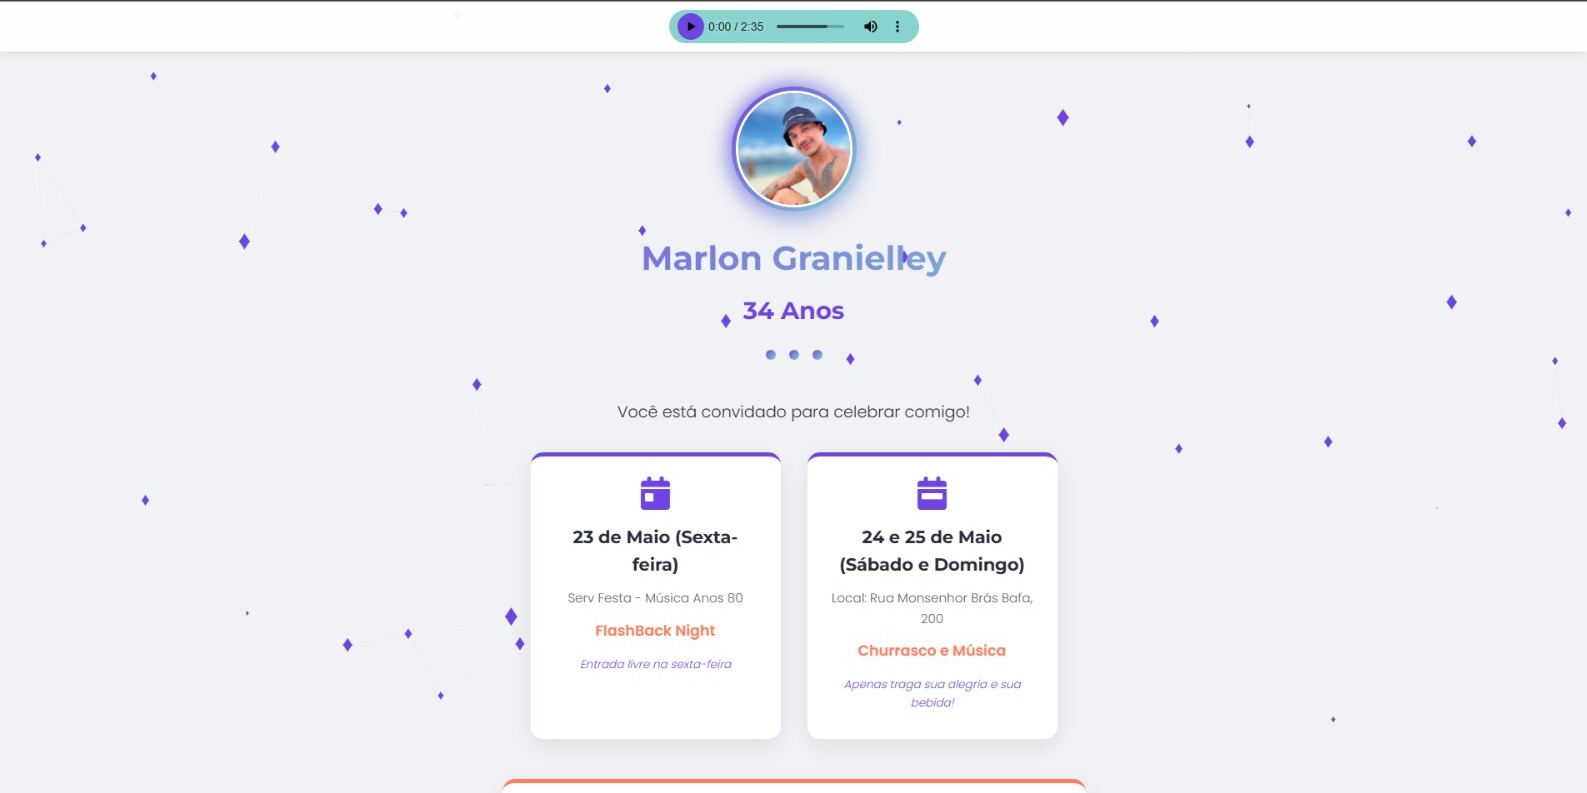 0:00 / 2:35
Marlon Granielley
34 Anos
Você está convidado para celebrar comigo!
23 de Maio (Sexta-
feira)
Serv Festa - Música Anos 80
FlashBack Night
Entrada livre na sexta-feira
24 e 25 de Maio
(Sábado e Domingo)
Local: Rua Monsenhor Brás Bafa,
200
Churrasco e Música
Apenas traga sua alegria e sua
bebida!